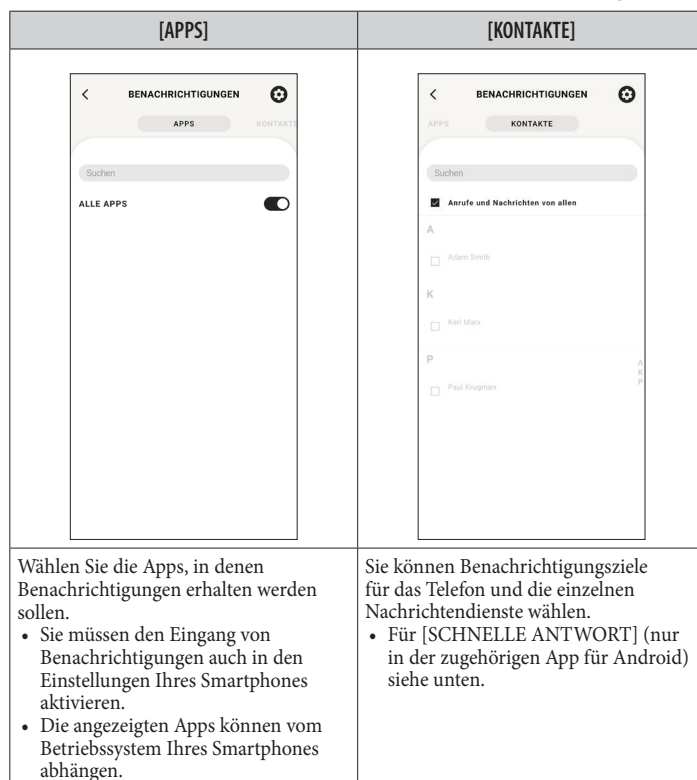 [APPS]
[KONTAKTE]
BENACHRICHTIGUNGEN
APPS
KONTAKTE
Suchen
ALLE APPS
BENACHRICHTIGUNGEN
APPS
KONTAKTE
Suchen
Anrufe und Nachrichten von allen
A
Adam Smith
K
Karl Marx
P
Paul Krugman
A
K
P
Wählen Sie die Apps, in denen
Benachrichtigungen erhalten werden
sollen.
• Sie müssen den Eingang von
Benachrichtigungen auch in den
Einstellungen Ihres Smartphones
aktivieren.
• Die angezeigten Apps können vom
Betriebssystem Ihres Smartphones
abhängen.
Sie können Benachrichtigungsziele
für das Telefon und die einzelnen
Nachrichtendienste wählen.
• Für [SCHNELLE ANTWORT] (nur
in der zugehörigen App für Android)
siehe unten.